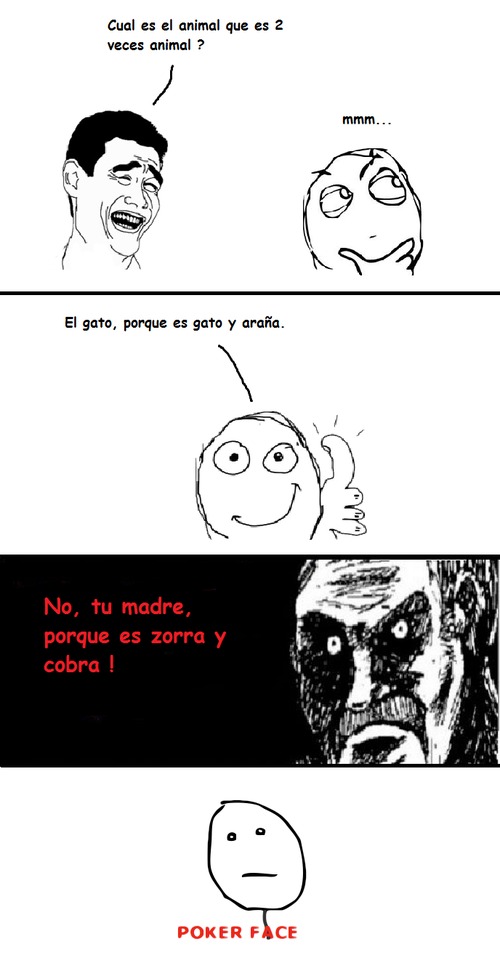 Cual es el animal que es 2
veces animal ?
mmm...
El gato, porque es gato y araña.
No, tu madre,
porque es zorra y
cobra !
POKER FACE